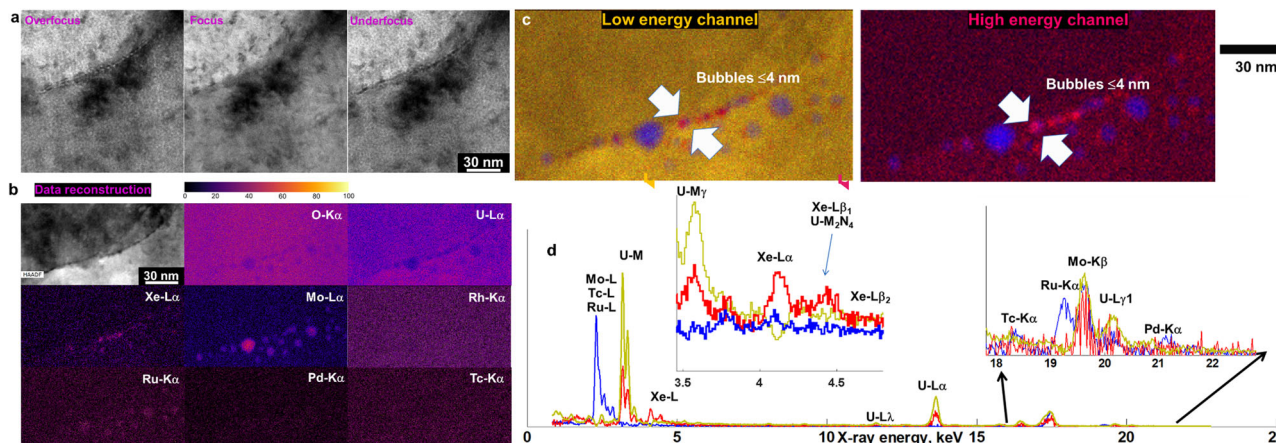 a
Overfocus
Focus
Underfocus
30 nm
b
Data reconstruction
0 20 40 60 80 100
HAADF
30 nm
O-Kα
U-Lα
Xe-Lα
Mo-Lα
Rh-Kα
Ru-Kα
Pd-Kα
Tc-Kα
c
Low energy channel
Bubbles ≤4 nm
High energy channel
Bubbles ≤4 nm
30 nm
d
Mo-L
Tc-L
Ru-L
U-M
Xe-L
U-Mγ
Xe-Lα
Xe-Lβ₁
U-M₂N₄
Xe-Lβ₂
3.5 4 4.5
Tc-Kα
Ru-Kα
Mo-Kβ
U-Lγ1
Pd-Kα
18 19 20 21 22
U-Lλ
U-Lα
0 5 10 20
X-ray energy, keV